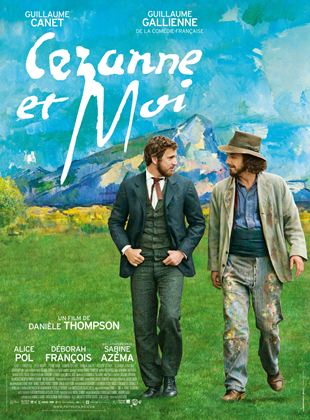 GUILLAUME
CANET
GUILLAUME
GALLIENNE
DE LA COMÉDIE-FRANÇAISE
Cezanne
et Moi
UN FILM DE
DANIÈLE THOMPSON
ALICE
POL
DÉBORAH
FRANÇOIS
SABINE
AZÉMA